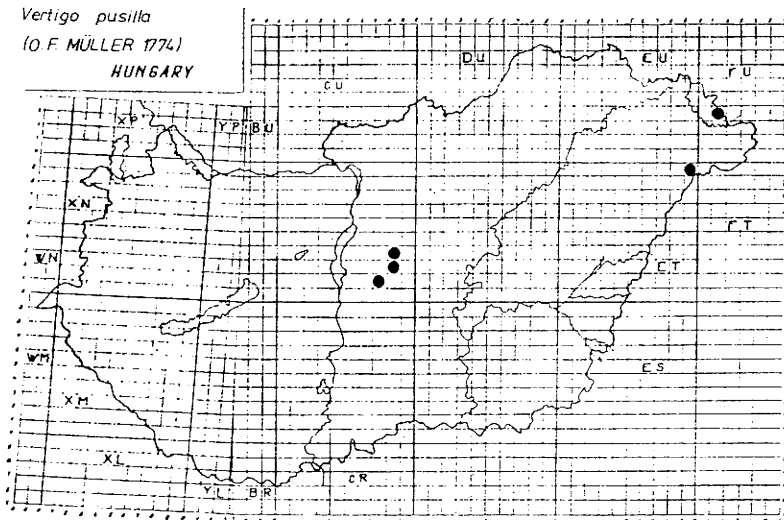 Vertigo pusilla
(O.F. MÜLLER 1774)
HUNGARY
DU
EU
FU
CU
XP
YP
BU
XN
FT
WN
ET
WM
ES
XM
XL
CR
YL
BR